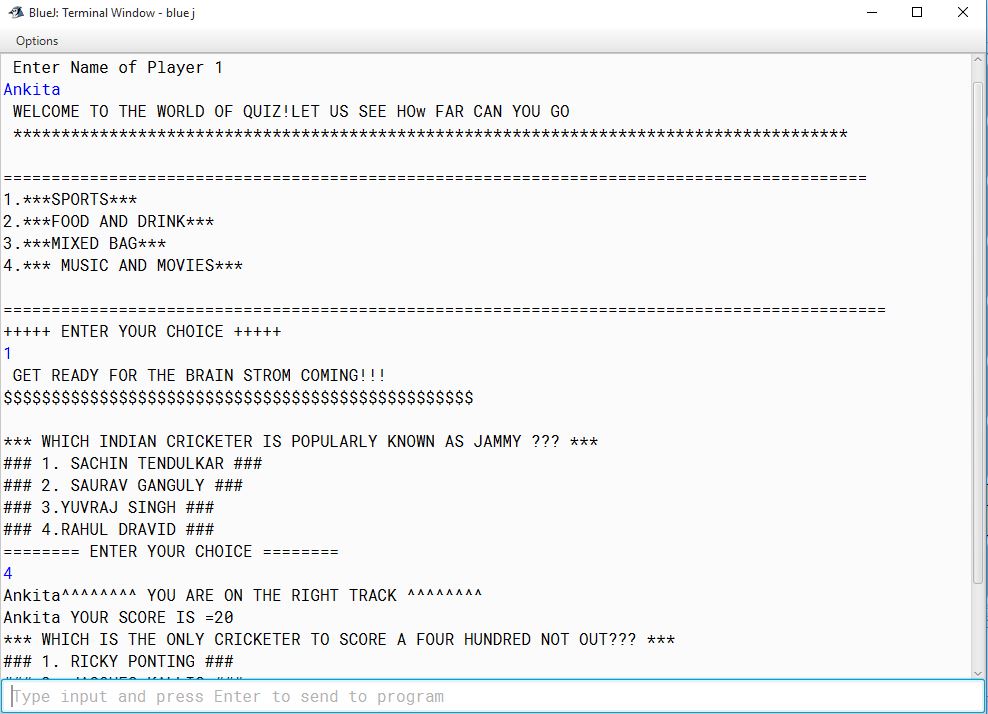 BlueJ: Terminal Window - blue j
Options
Enter Name of Player 1
Ankita
WELCOME TO THE WORLD OF QUIZ!LET US SEE HOw FAR CAN YOU GO
***************************************************************************************
==========================================================================================
1.***SPORTS***
2.***FOOD AND DRINK***
3.***MIXED BAG***
4.*** MUSIC AND MOVIES***
============================================================================================
+++++ ENTER YOUR CHOICE +++++
1
GET READY FOR THE BRAIN STROM COMING!!!
$$$$$$$$$$$$$$$$$$$$$$$$$$$$$$$$$$$$$$$$$$$$$$$$$
*** WHICH INDIAN CRICKETER IS POPULARLY KNOWN AS JAMMY ??? ***
### 1. SACHIN TENDULKAR ###
### 2. SAURAV GANGULY ###
### 3.YUVRAJ SINGH ###
### 4.RAHUL DRAVID ###
======== ENTER YOUR CHOICE ========
4
Ankita^^^^^^^^ YOU ARE ON THE RIGHT TRACK ^^^^^^^^
Ankita YOUR SCORE IS =20
*** WHICH IS THE ONLY CRICKETER TO SCORE A FOUR HUNDRED NOT OUT??? ***
### 1. RICKY PONTING ###
Type input and press Enter to send to program